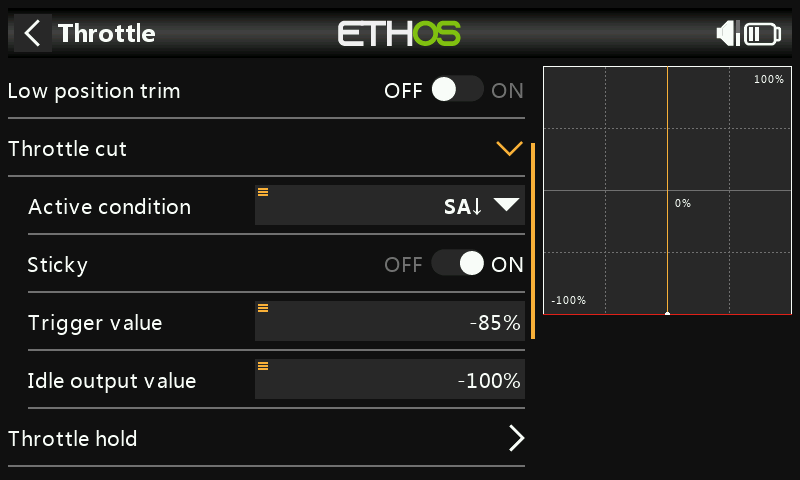 Throttle
ETHOS
Low position trim OFF ON
Throttle cut
Active condition SA↓
Sticky OFF ON
Trigger value -85%
Idle output value -100%
Throttle hold
100%
0%
-100%